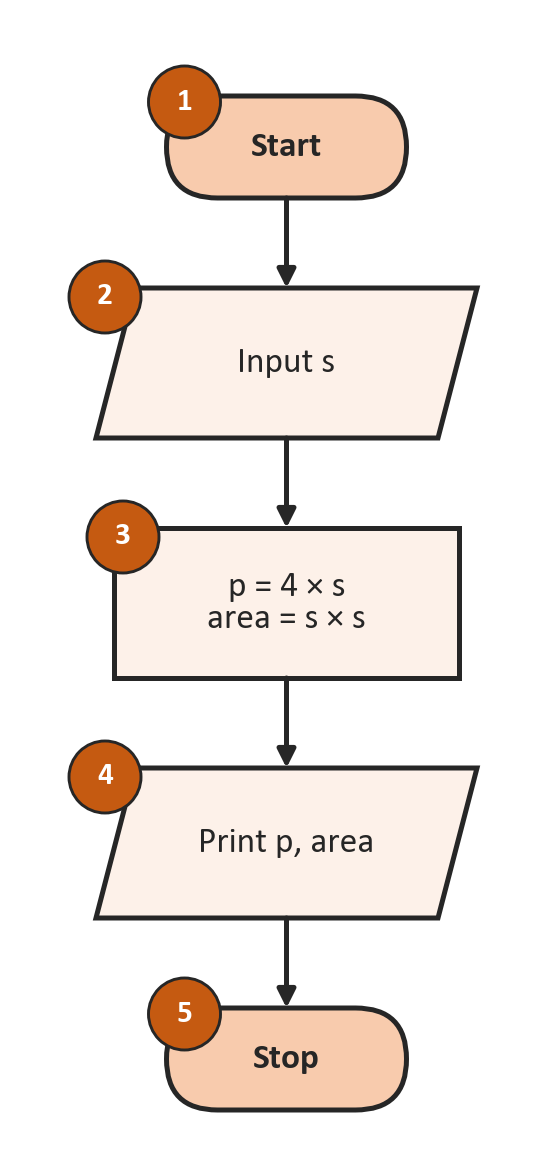 1
Start
2
Input s
3
p = 4 × s
area = s × s
4
Print p, area
5
Stop